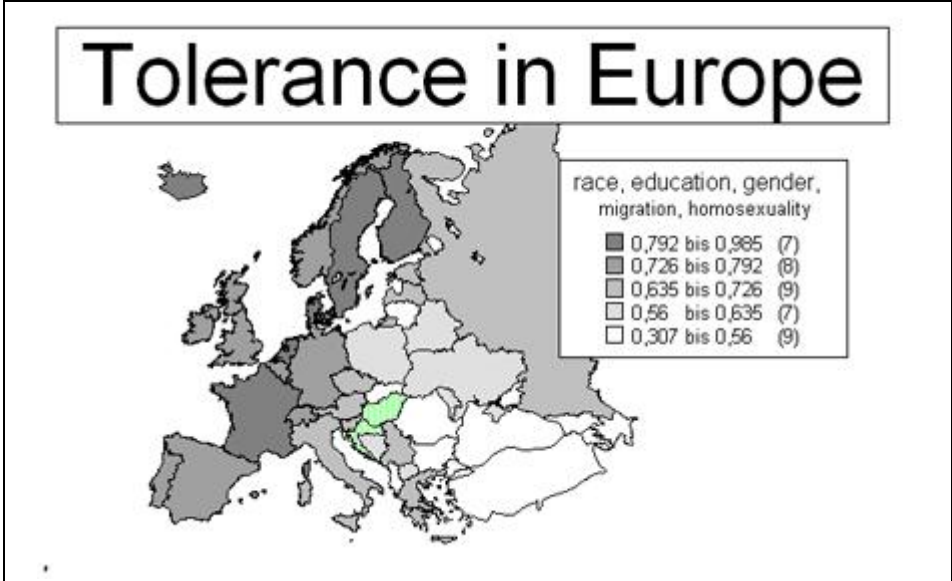 Tolerance in Europe
race, education, gender,
migration, homosexuality
0,792 bis 0,985 (7)
0,726 bis 0,792 (8)
0,635 bis 0,726 (9)
0,56 bis 0,635 (7)
0,307 bis 0,56 (9)